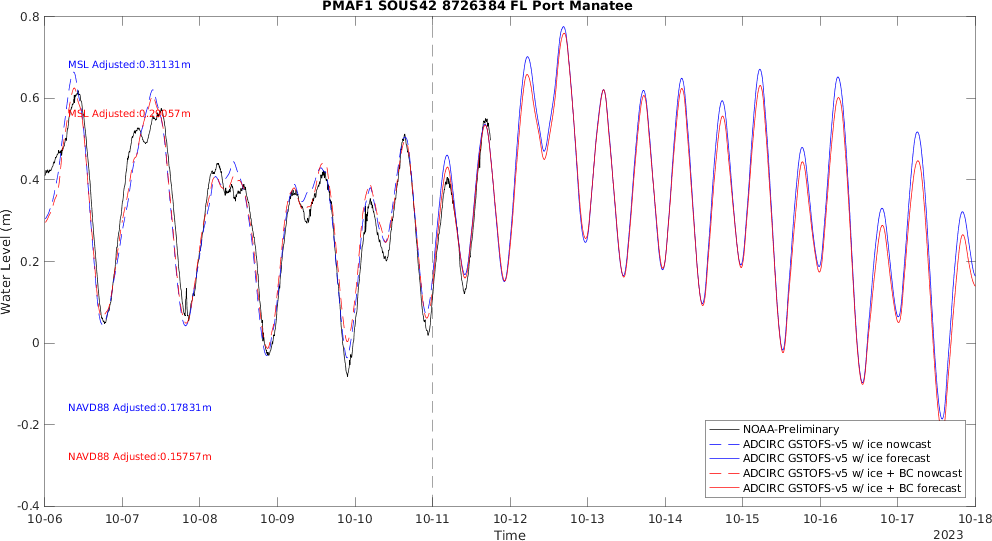 PMAF1 SOUS42 8726384 FL Port Manatee
Water Level (m)
0.8
0.6
0.4
0.2
0
-0.2
-0.4
MSL Adjusted:0.31131m
MSL Adjusted:0.29057m
NAVD88 Adjusted:0.17831m
NAVD88 Adjusted:0.15757m
NOAA-Preliminary
ADCIRC GSTOFS-v5 w/ ice nowcast
ADCIRC GSTOFS-v5 w/ ice forecast
ADCIRC GSTOFS-v5 w/ ice + BC nowcast
ADCIRC GSTOFS-v5 w/ ice + BC forecast
10-06 10-07 10-08 10-09 10-10 10-11 10-12 10-13 10-14 10-15 10-16 10-17 10-18
Time
2023